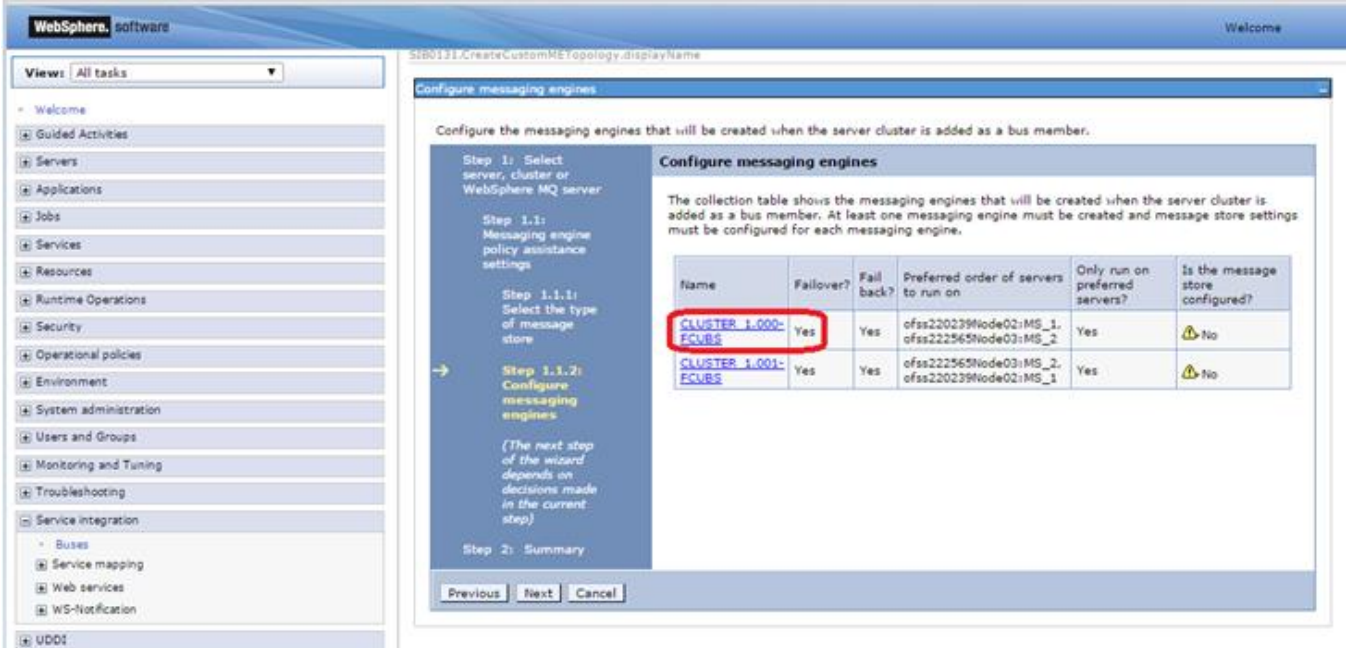 WebSphere. software
Welcome
View: All tasks
Welcome
Guided Activities
Servers
Applications
Jobs
Services
Resources
Runtime Operations
Security
Operational policies
Environment
System administration
Users and Groups
Monitoring and Tuning
Troubleshooting
Service integration
Buses
Service mapping
Web services
WS-Notification
UDDI
SIB0131.CreateCustomMETopology.displayName
Configure messaging engines
Configure the messaging engines that will be created when the server cluster is added as a bus member.
Step 1: Select
server, cluster or
WebSphere MQ server
Step 1.1:
Messaging engine
policy assistance
settings
Step 1.1.1:
Select the type
of message
store
Step 1.1.2:
Configure
messaging
engines
(The next step
of the wizard
depends on
decisions made
in the current
step)
Step 2: Summary
Configure messaging engines
The collection table shows the messaging engines that will be created when the server cluster is
added as a bus member. At least one messaging engine must be created and message store settings
must be configured for each messaging engine.
Name
Failover?
Fail
back?
Preferred order of servers
to run on
Only run on
preferred
servers?
Is the message
store
configured?
CLUSTER_1.000-
FCUBS
Yes
Yes
ofss220239Node02:MS_1,
ofss222565Node03:MS_2
Yes
No
CLUSTER_1.001-
FCUBS
Yes
Yes
ofss222565Node03:MS_2,
ofss220239Node02:MS_1
Yes
No
Previous Next Cancel